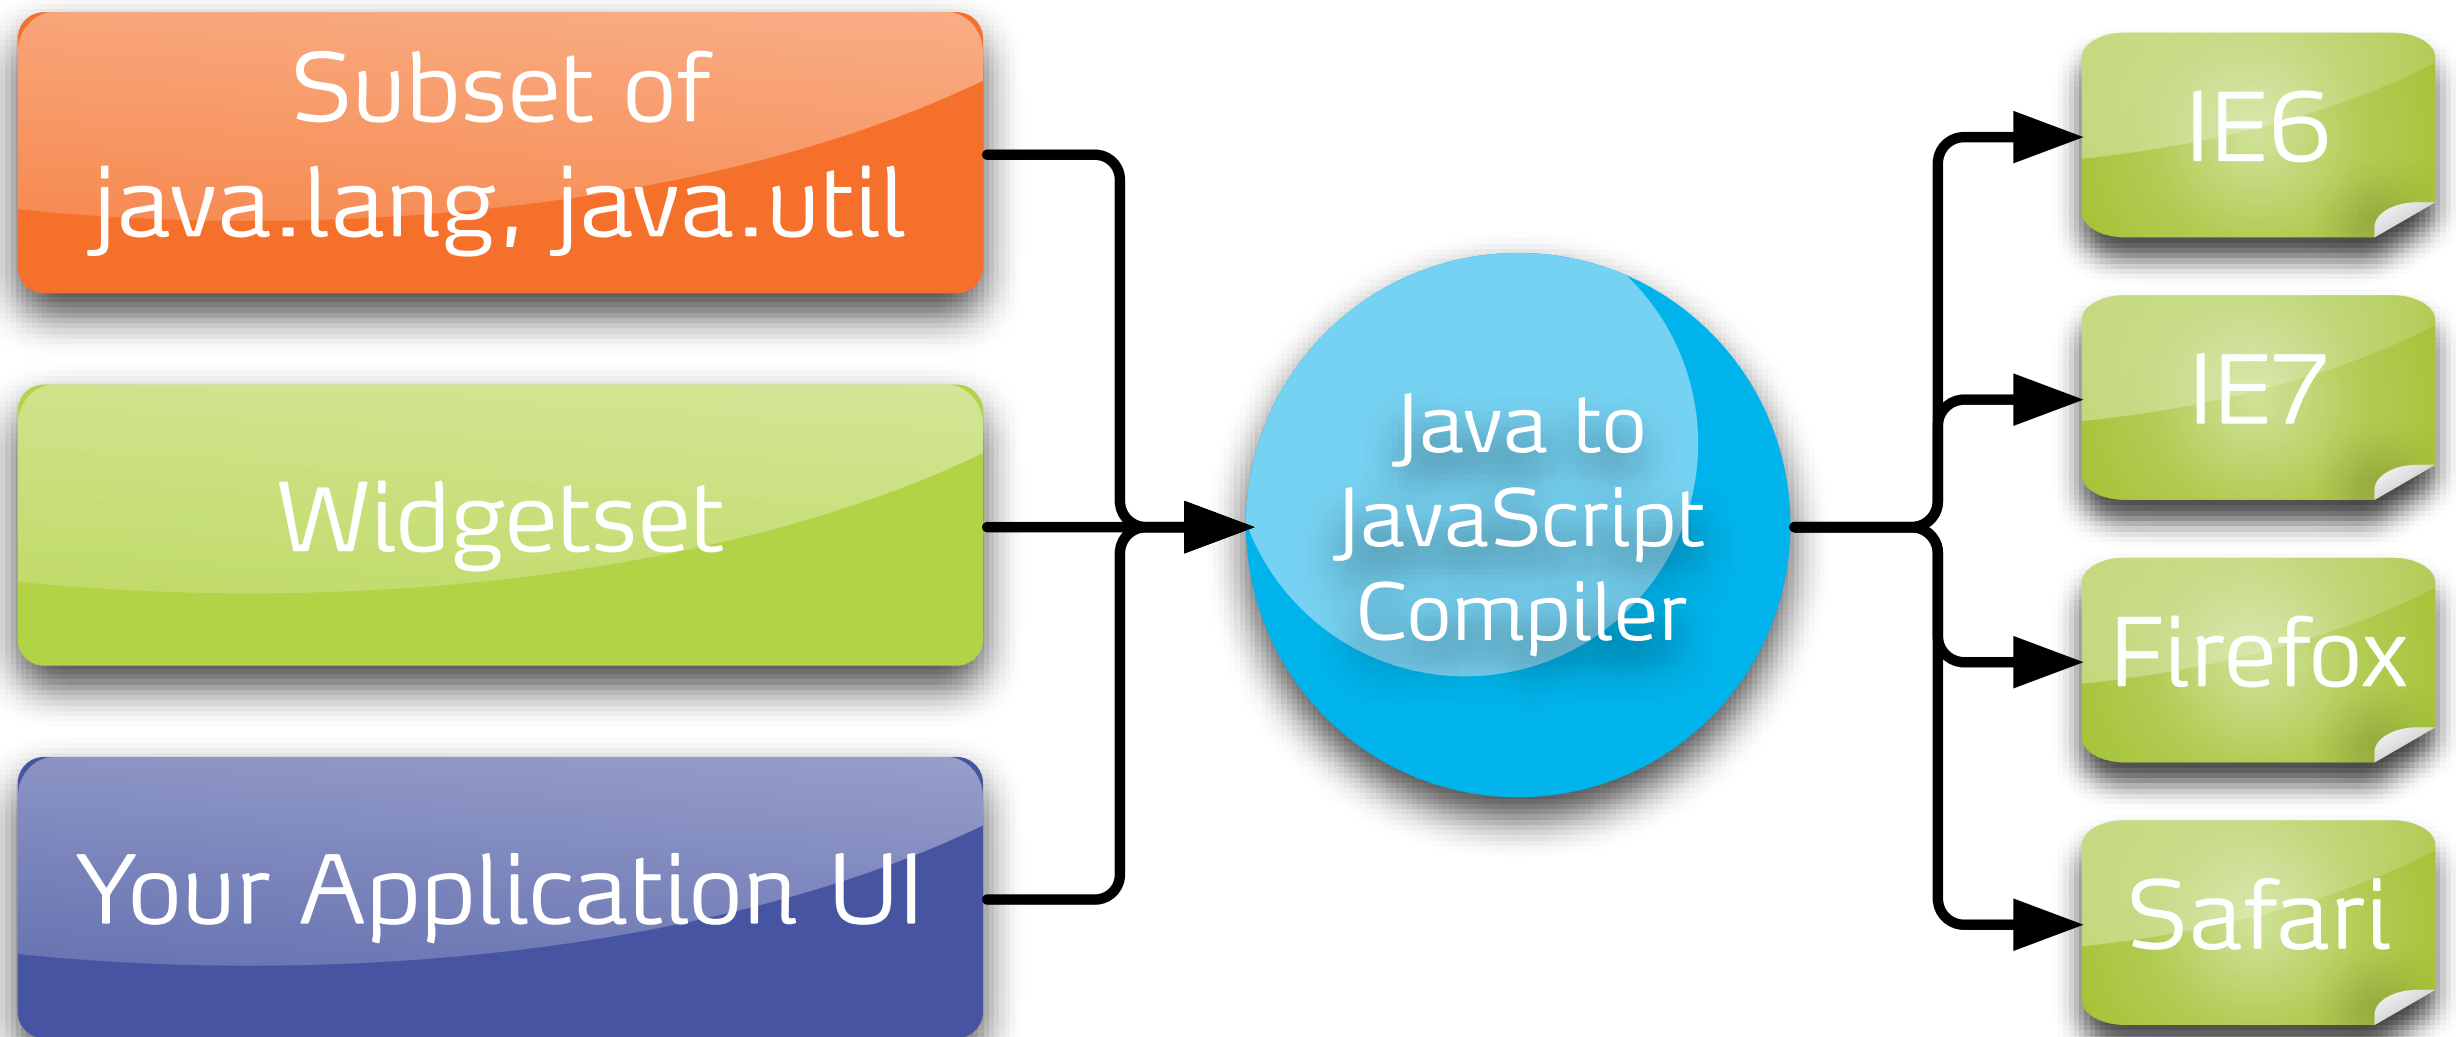 Subset of
java.lang, java.util
Widgetset
Your Application UI
Java to
JavaScript
Compiler
IE6
IE7
Firefox
Safari